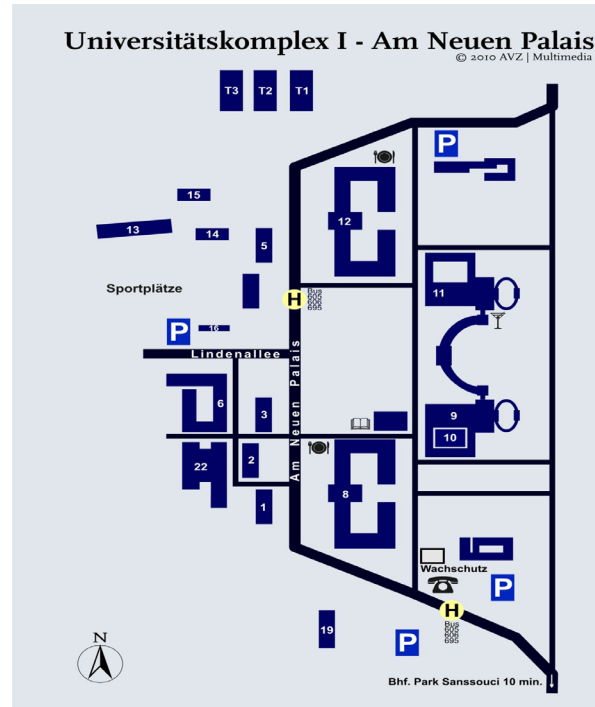 Universitätskomplex I - Am Neuen Palais
© 2010 AVZ | Multimedia
T3
T2
T1
P
15
13
14
5
12
11
Sportplätze
H
Bus
605
606
695
P
16
Lindenallee
Am Neuen Palais
6
3
9
10
22
2
8
1
Wachschutz
P
H
Bus
605
606
695
19
P
N
Bhf. Park Sanssouci 10 min.